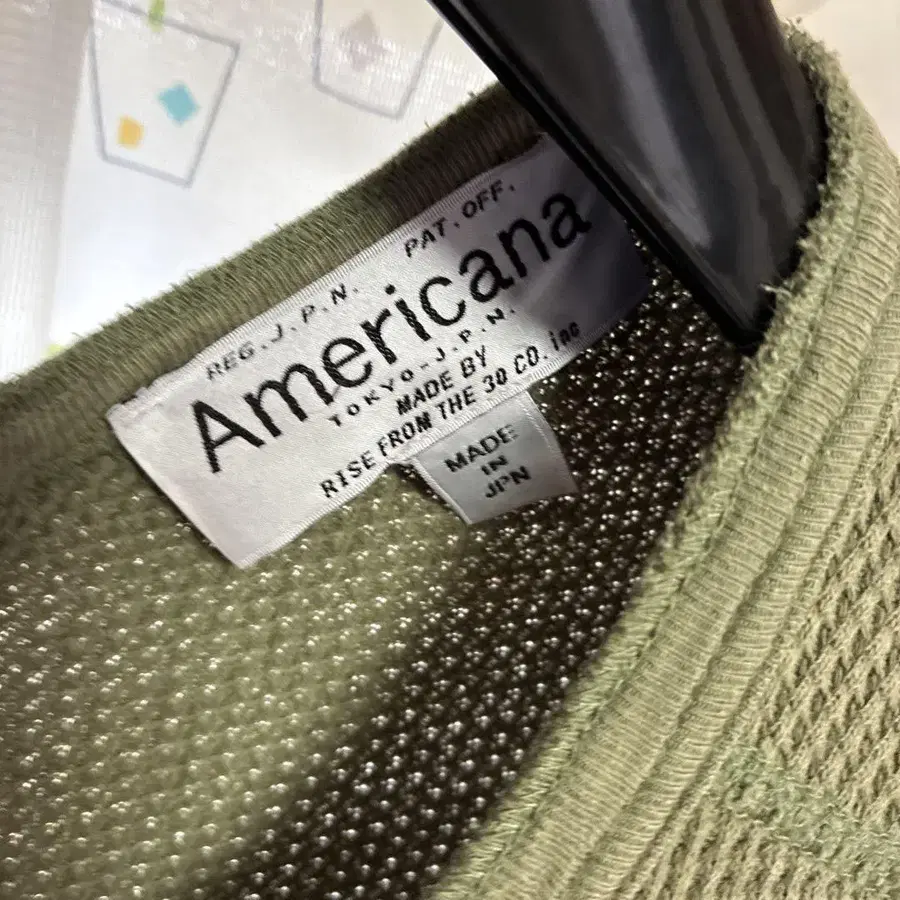 REG. J.P.N. PAT. OFF.
Americana
TOKYO-J.P.N.
MADE BY
RISE FROM THE 30 CO. inc
MADE
IN
JPN